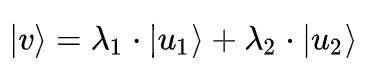 |v⟩ = λ₁ · |u₁⟩ + λ₂ · |u₂⟩